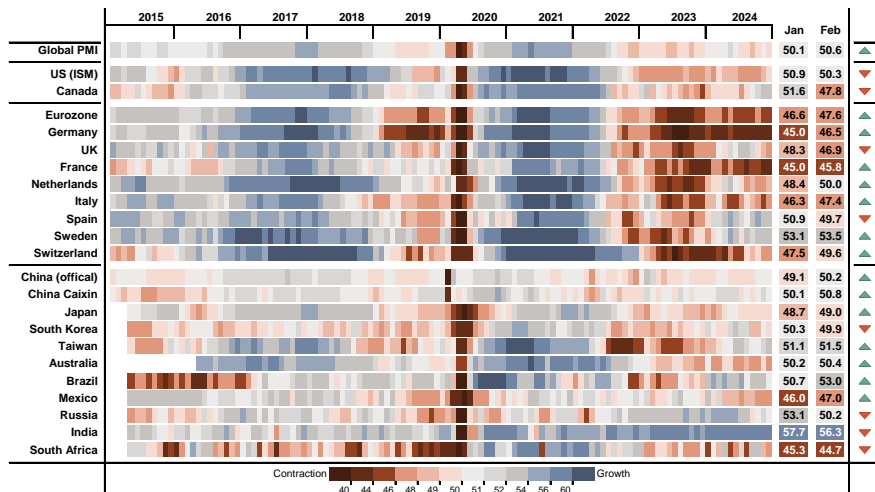 2015 2016 2017 2018 2019 2020 2021 2022 2023 2024 Jan Feb
Global PMI 50.1 50.6
US (ISM) 50.9 50.3
Canada 51.6 47.8
Eurozone 46.6 47.6
Germany 45.0 46.5
UK 48.3 46.9
France 45.0 45.8
Netherlands 48.4 50.0
Italy 46.3 47.4
Spain 50.9 49.7
Sweden 53.1 53.5
Switzerland 47.5 49.6
China (offical) 49.1 50.2
China Caixin 50.1 50.8
Japan 48.7 49.0
South Korea 50.3 49.9
Taiwan 51.1 51.5
Australia 50.2 50.4
Brazil 50.7 53.0
Mexico 46.0 47.0
Russia 53.1 50.2
India 57.7 56.3
South Africa 45.3 44.7
Contraction Growth
40 44 46 48 49 50 51 52 54 56 60